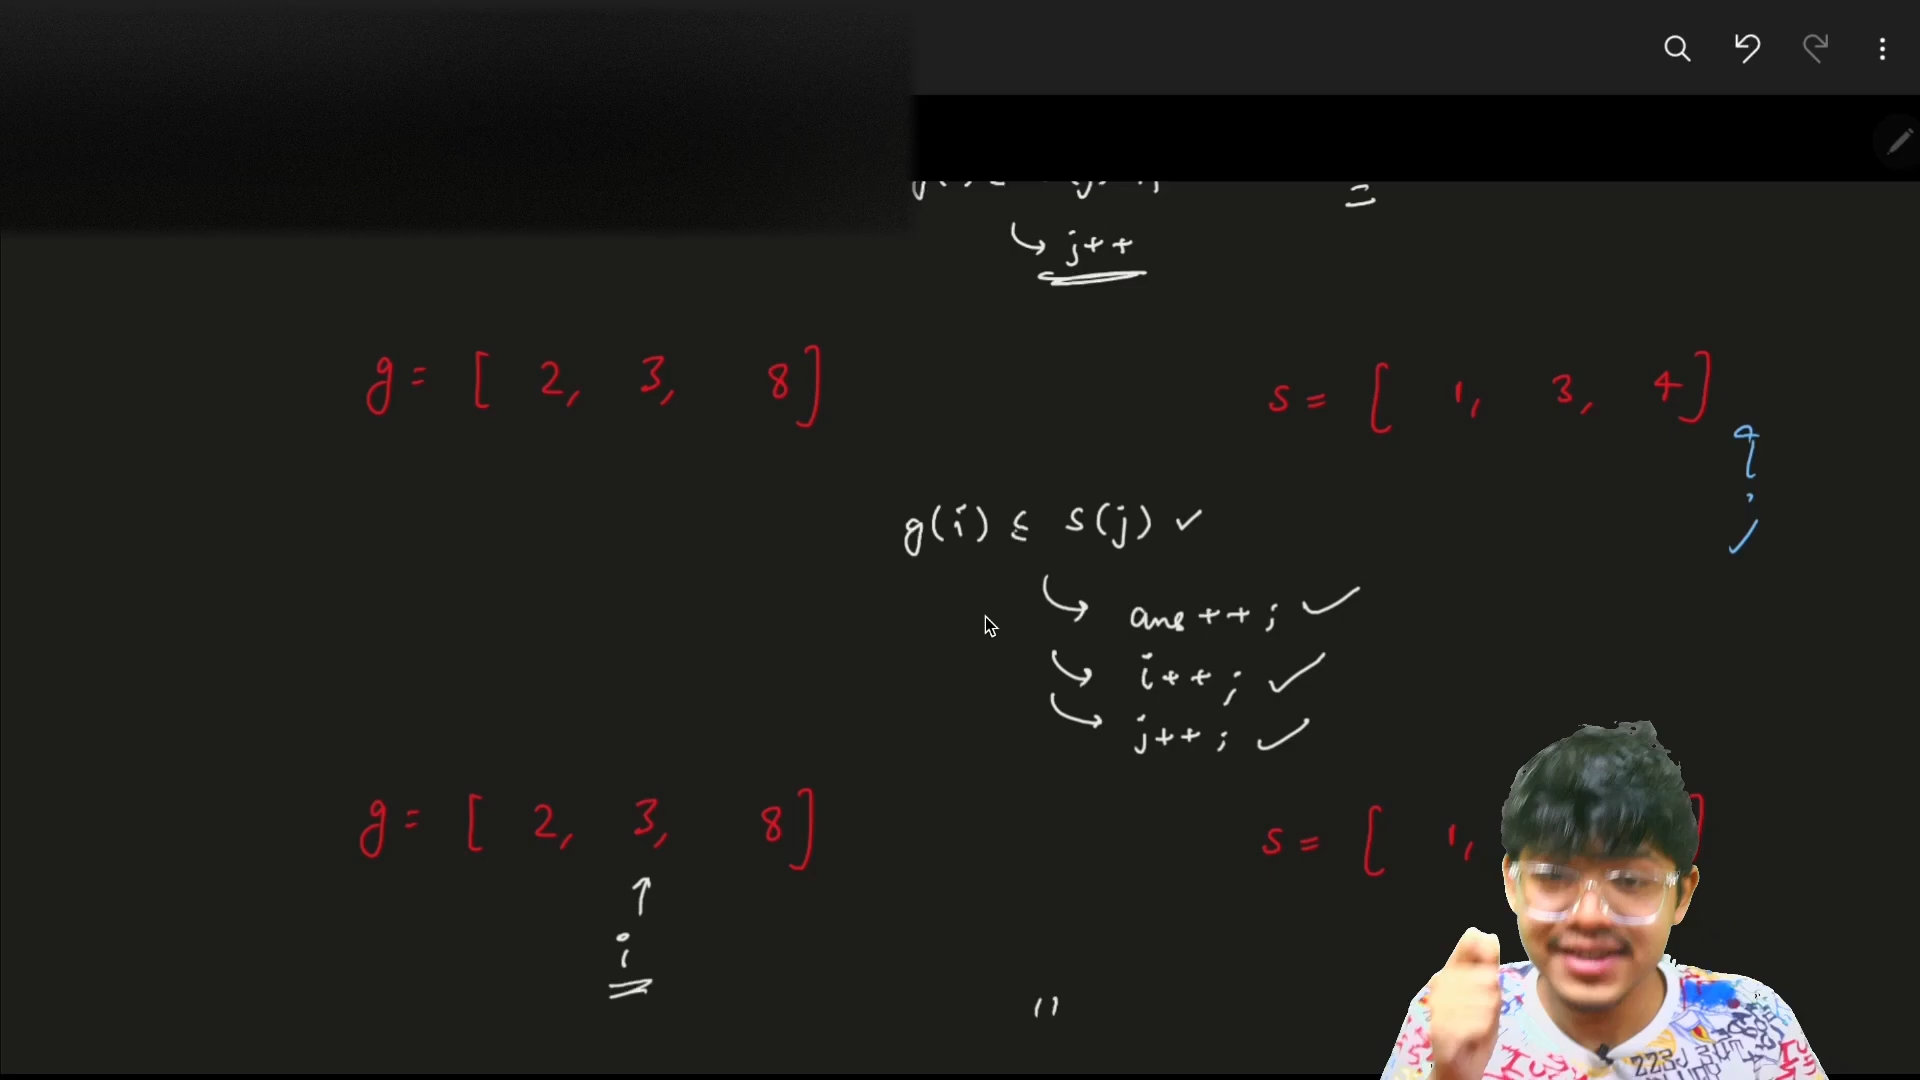 j++
g = [ 2, 3, 8]
s = [ 1, 3, 4]
g(i) ≤ s(j) ✓
ans++; ✓
i++; ✓
j++; ✓
g = [ 2, 3, 8]
s = [ 1,
i